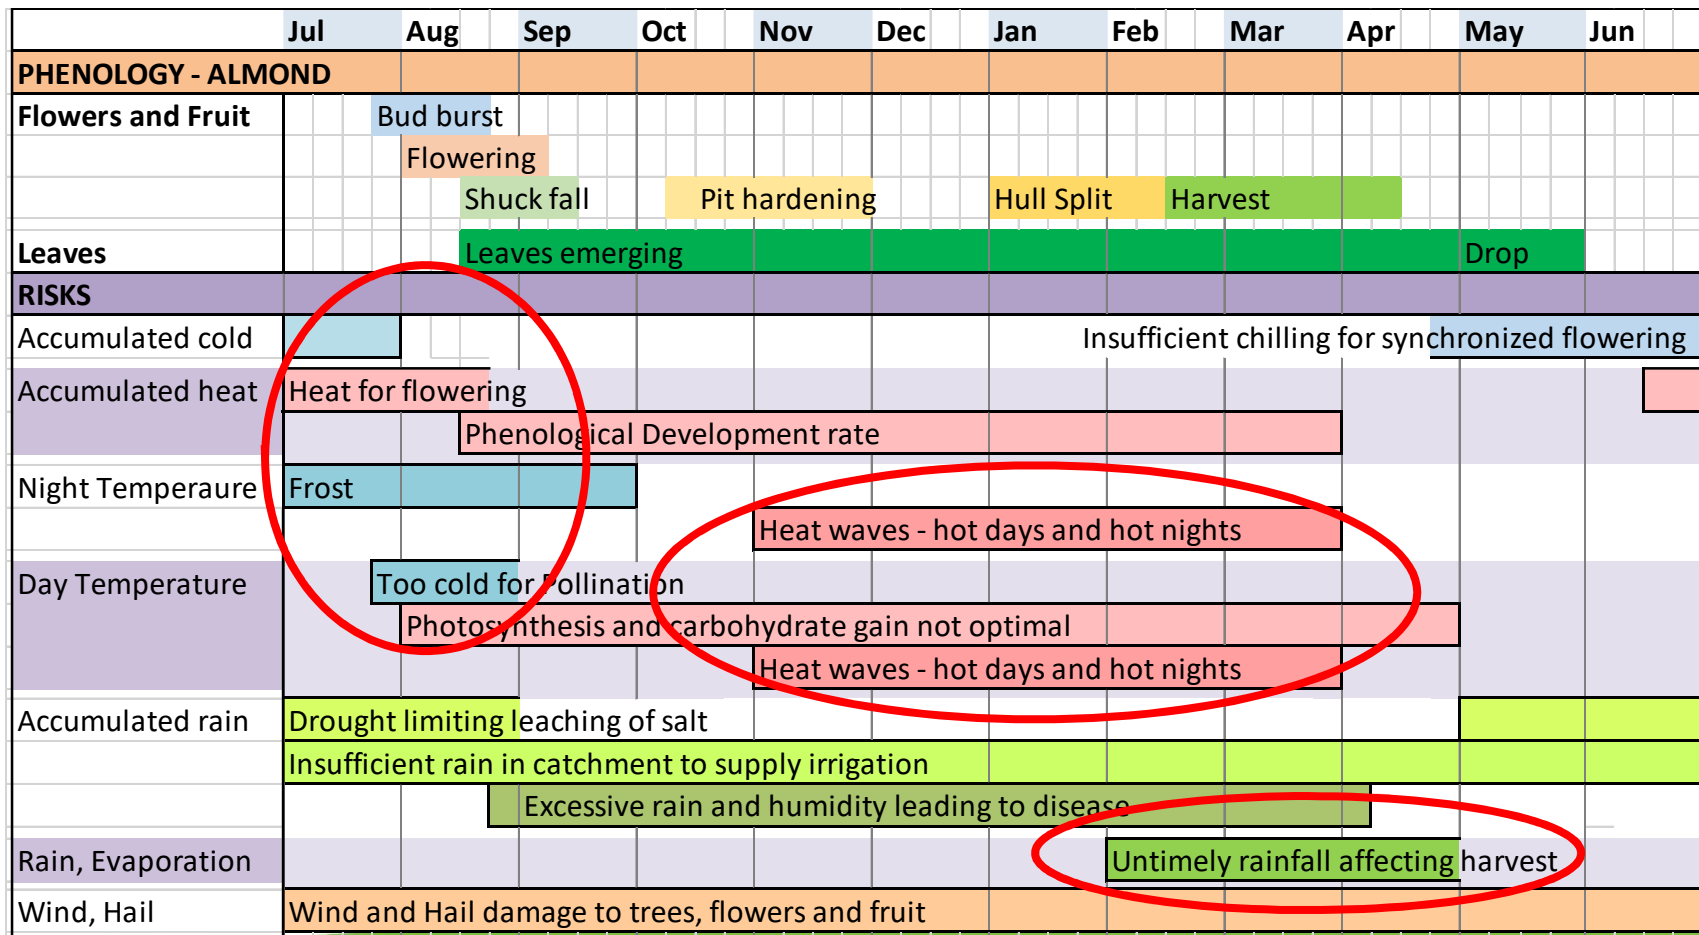 Jul Aug Sep Oct Nov Dec Jan Feb Mar Apr May Jun
PHENOLOGY - ALMOND
Flowers and Fruit Bud burst
Flowering
Shuck fall Pit hardening Hull Split Harvest
Leaves Leaves emerging Drop
RISKS
Accumulated cold Insufficient chilling for synchronized flowering
Accumulated heat Heat for flowering
Phenological Development rate
Night Temperaure Frost
Heat waves - hot days and hot nights
Day Temperature Too cold for Pollination
Photosynthesis and carbohydrate gain not optimal
Heat waves - hot days and hot nights
Accumulated rain Drought limiting leaching of salt
Insufficient rain in catchment to supply irrigation
Excessive rain and humidity leading to disease
Rain, Evaporation Untimely rainfall affecting harvest
Wind, Hail Wind and Hail damage to trees, flowers and fruit